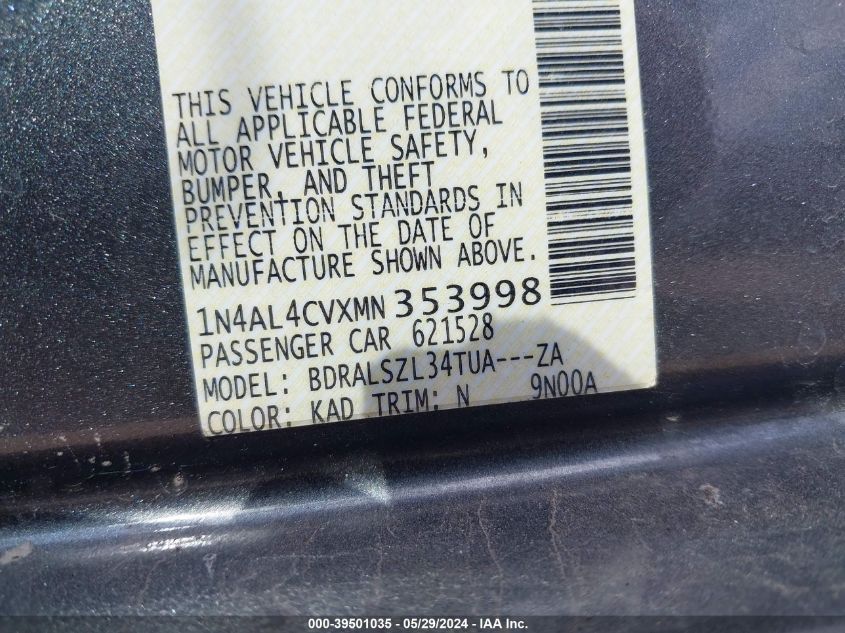 THIS VEHICLE CONFORMS TO
ALL APPLICABLE FEDERAL
MOTOR VEHICLE SAFETY,
BUMPER, AND THEFT
PREVENTION STANDARDS IN
EFFECT ON THE DATE OF
MANUFACTURE SHOWN ABOVE.
1N4AL4CVXMN353998
PASSENGER CAR 621528
MODEL: BDRALSZL34TUA---ZA
COLOR: KAD TRIM: N 9N00A
000-39501035 - 05/29/2024 - IAA Inc.